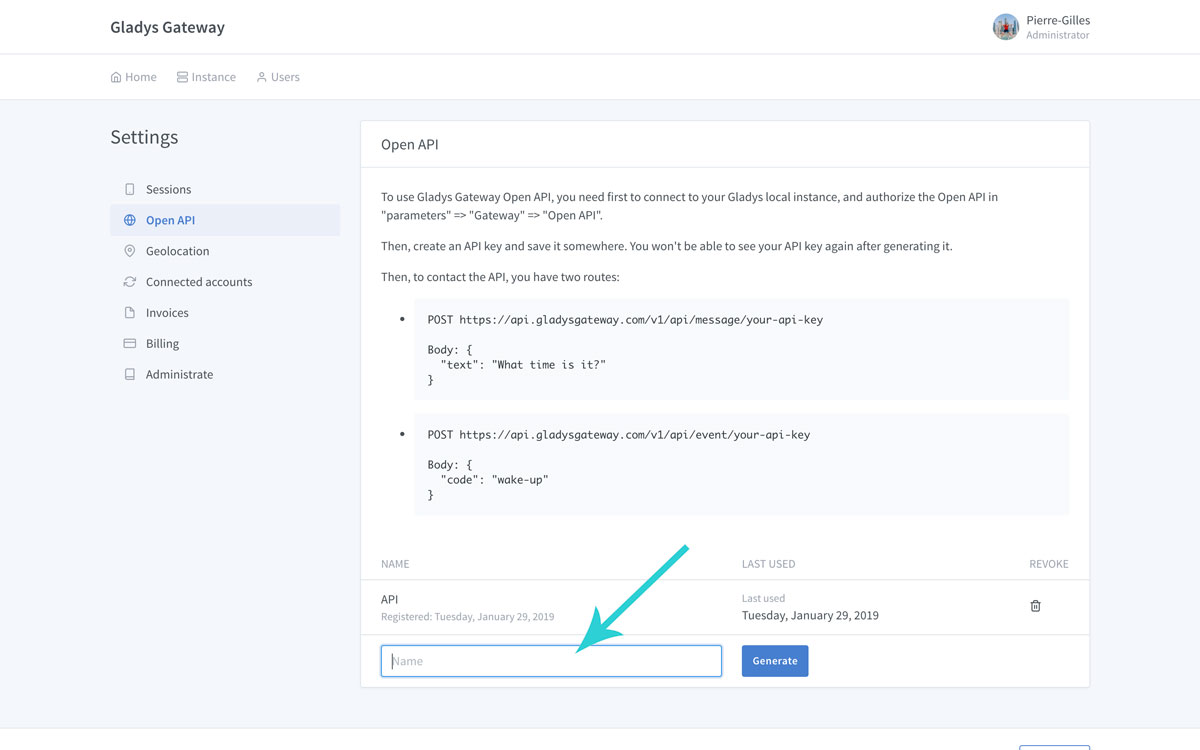 Gladys Gateway
Pierre-Gilles
Administrator
Home
Instance
Users
Settings
Sessions
Open API
Geolocation
Connected accounts
Invoices
Billing
Administrate
Open API
To use Gladys Gateway Open API, you need first to connect to your Gladys local instance, and authorize the Open API in
"parameters" => "Gateway" => "Open API".
Then, create an API key and save it somewhere. You won't be able to see your API key again after generating it.
Then, to contact the API, you have two routes:
POST https://api.gladysgateway.com/v1/api/message/your-api-key
Body: {
"text": "What time is it?"
}
POST https://api.gladysgateway.com/v1/api/event/your-api-key
Body: {
"code": "wake-up"
}
NAME
LAST USED
REVOKE
API
Registered: Tuesday, January 29, 2019
Last used
Tuesday, January 29, 2019
Name
Generate